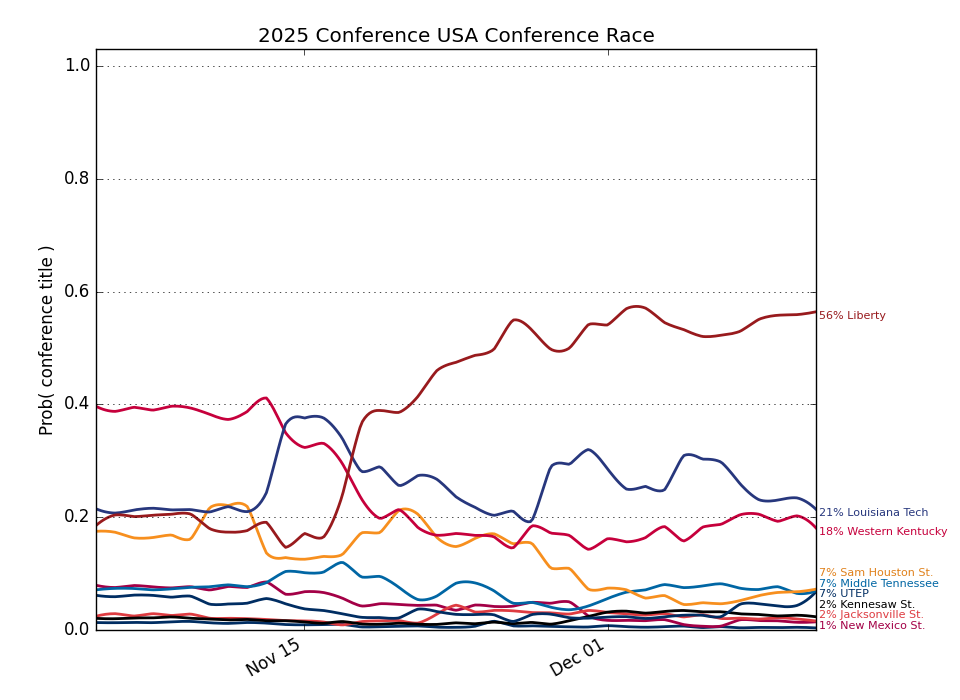 2025 Conference USA Conference Race
Prob( conference title )
1.0
0.8
0.6
0.4
0.2
0.0
Nov 15
Dec 01
56% Liberty
21% Louisiana Tech
18% Western Kentucky
7% Sam Houston St.
7% Middle Tennessee
7% UTEP
2% Kennesaw St.
2% Jacksonville St.
1% New Mexico St.